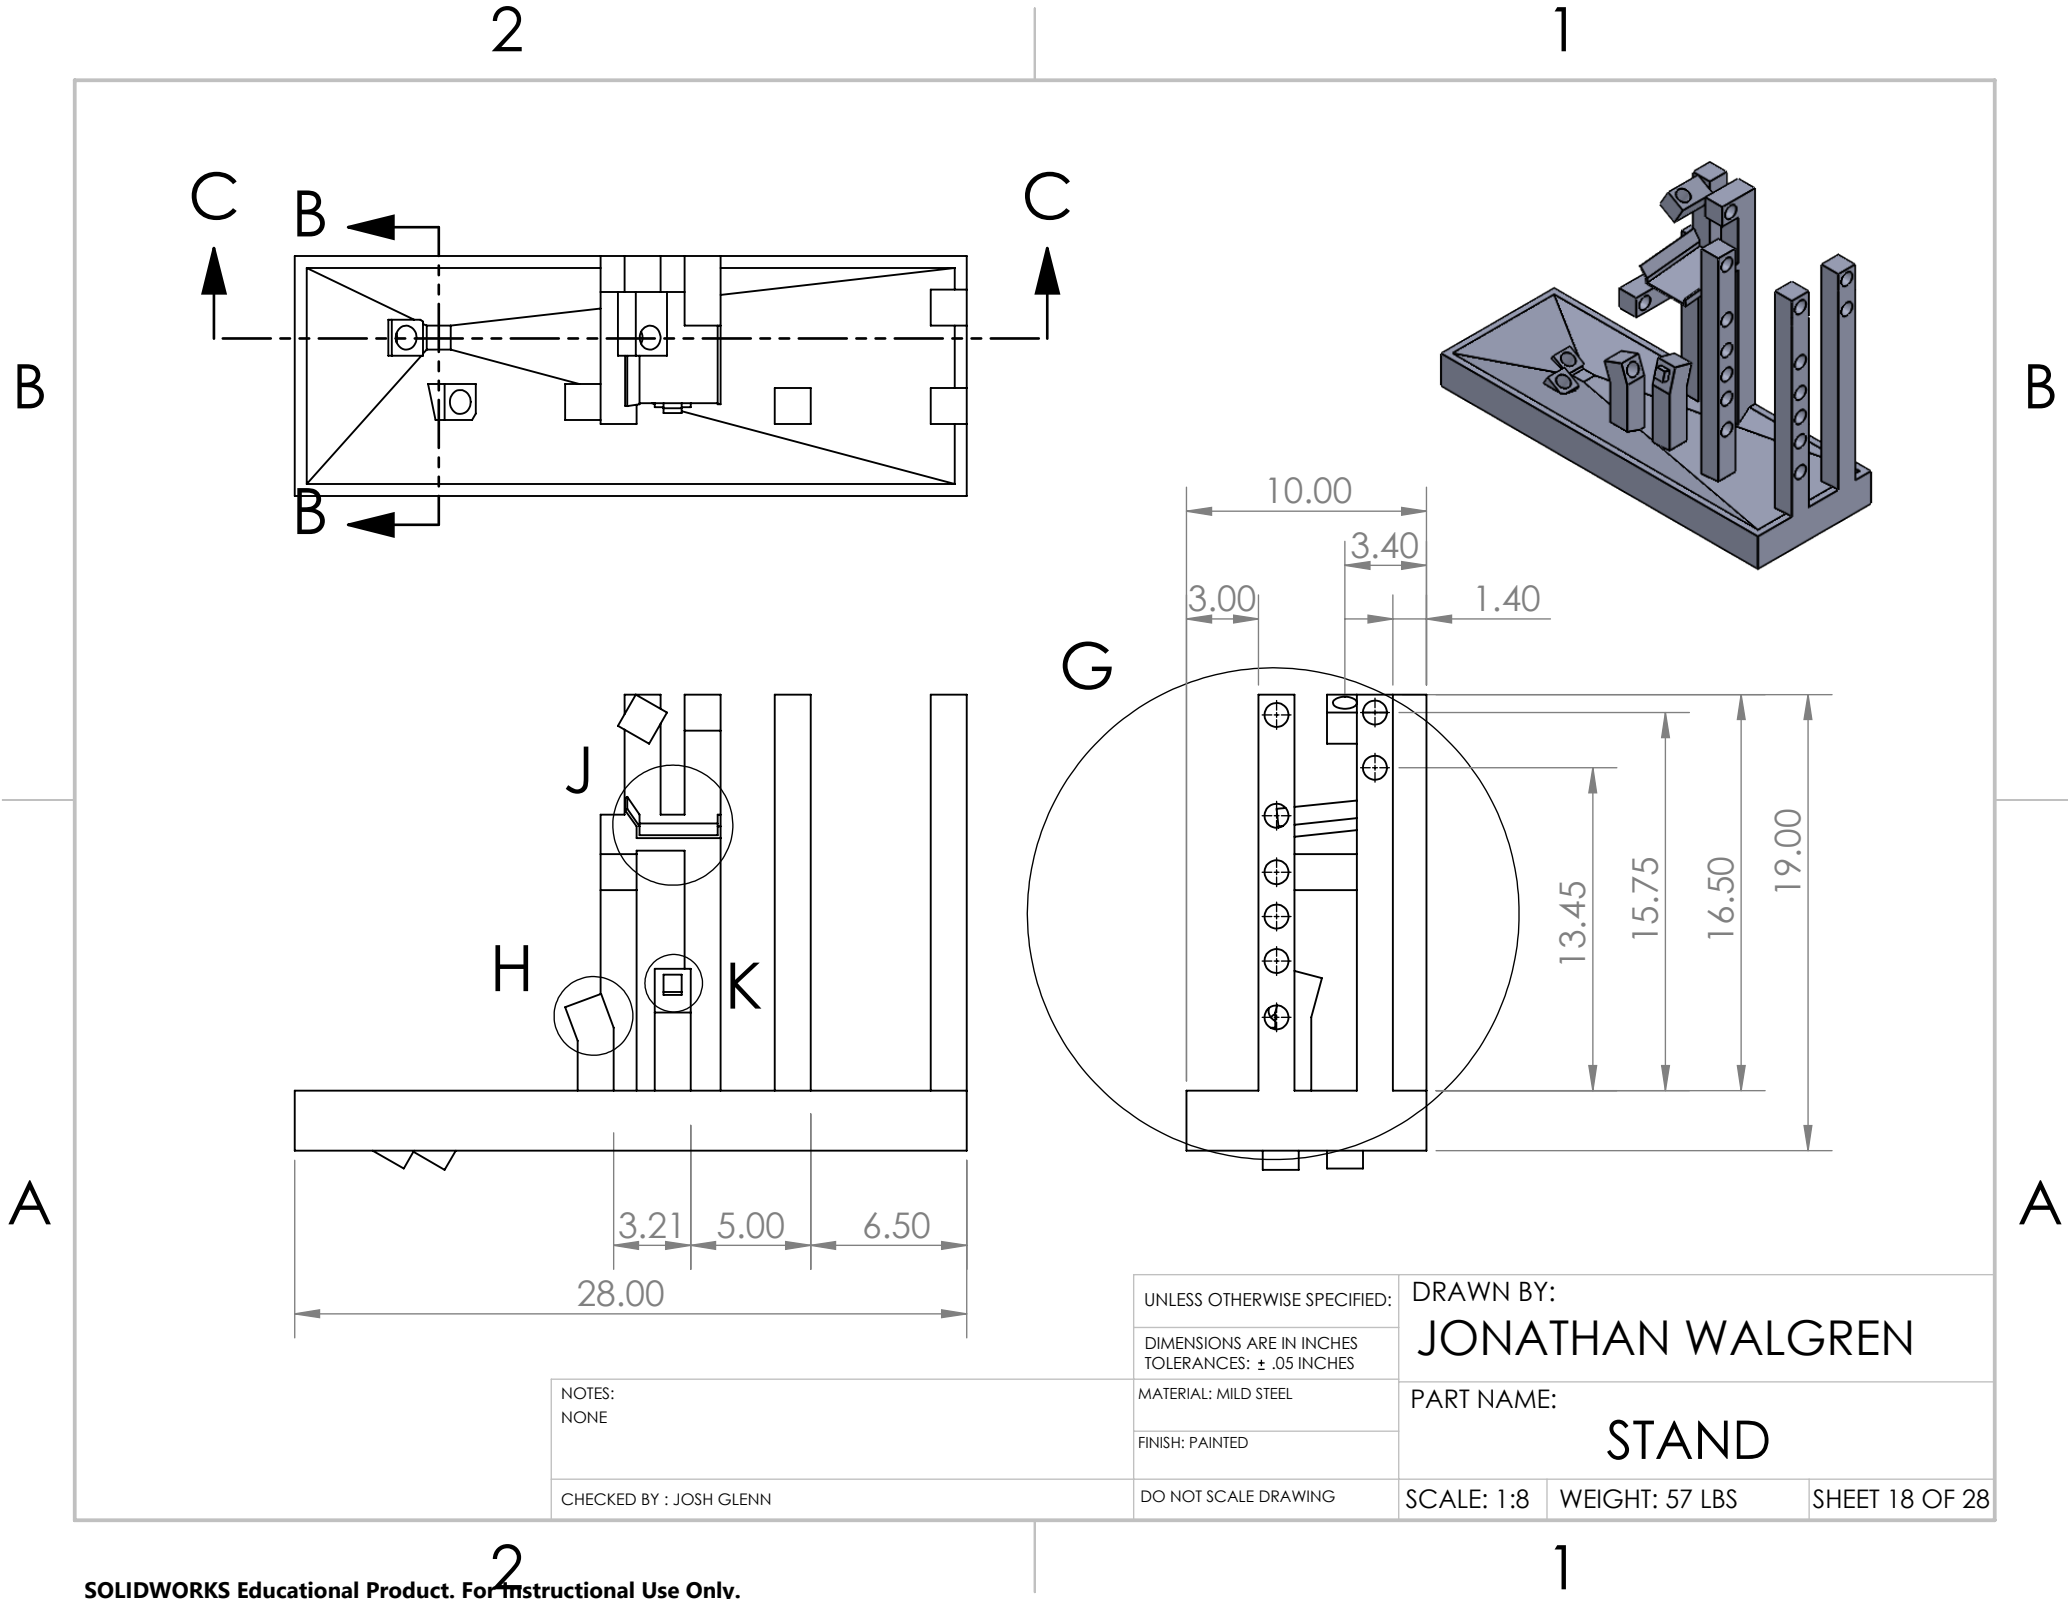 2
1
C
B
C
B
B
B
10.00
3.40
3.00
1.40
G
J
H
K
13.45
15.75
16.50
19.00
A
A
3.21
5.00
6.50
28.00
UNLESS OTHERWISE SPECIFIED:
DIMENSIONS ARE IN INCHES
TOLERANCES: ± .05 INCHES
MATERIAL: MILD STEEL
FINISH: PAINTED
DO NOT SCALE DRAWING
DRAWN BY:
JONATHAN WALGREN
PART NAME:
STAND
SCALE: 1:8
WEIGHT: 57 LBS
SHEET 18 OF 28
NOTES:
NONE
CHECKED BY : JOSH GLENN
2
1
SOLIDWORKS Educational Product. For Instructional Use Only.